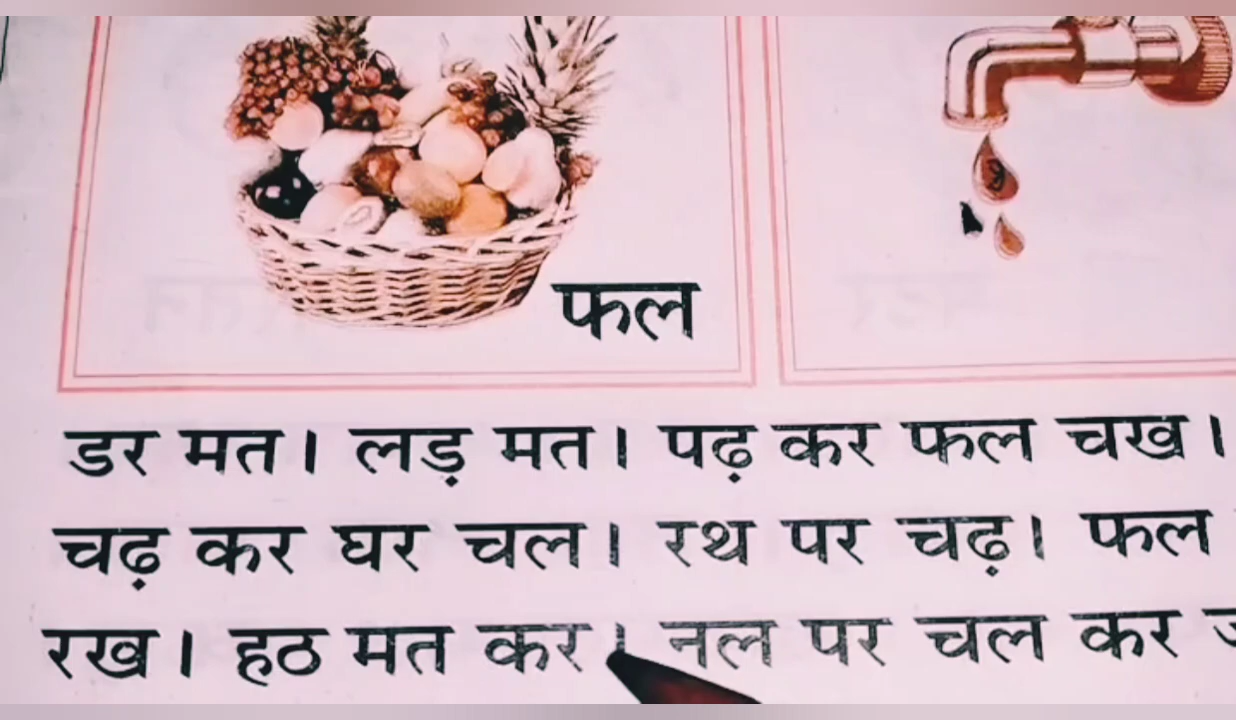 फल
डर मत। लड़ मत। पढ़ कर फल चख।
चढ़ कर घर चल। रथ पर चढ़। फल
रख। हठ मत कर। नल पर चल कर